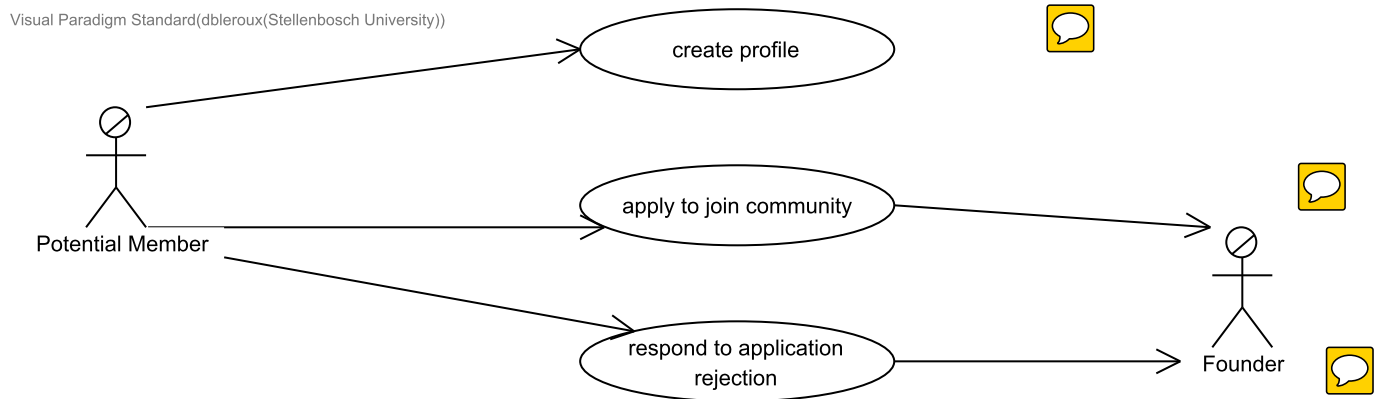 Visual Paradigm Standard(dbleroux(Stellenbosch University))
create profile
apply to join community
Potential Member
respond to application
rejection
Founder